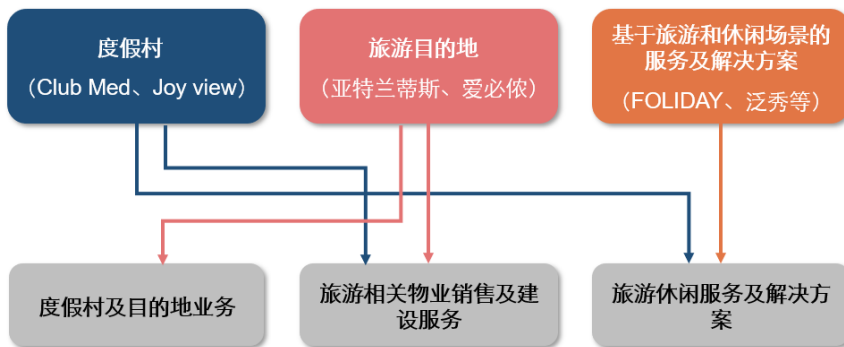 度假村
（Club Med、Joy view）
旅游目的地
（亚特兰蒂斯、爱必侬）
基于旅游和休闲场景的
服务及解决方案
（FOLIDAY、泛秀等）
度假村及目的地业务
旅游相关物业销售及建
设服务
旅游休闲服务及解决方
案